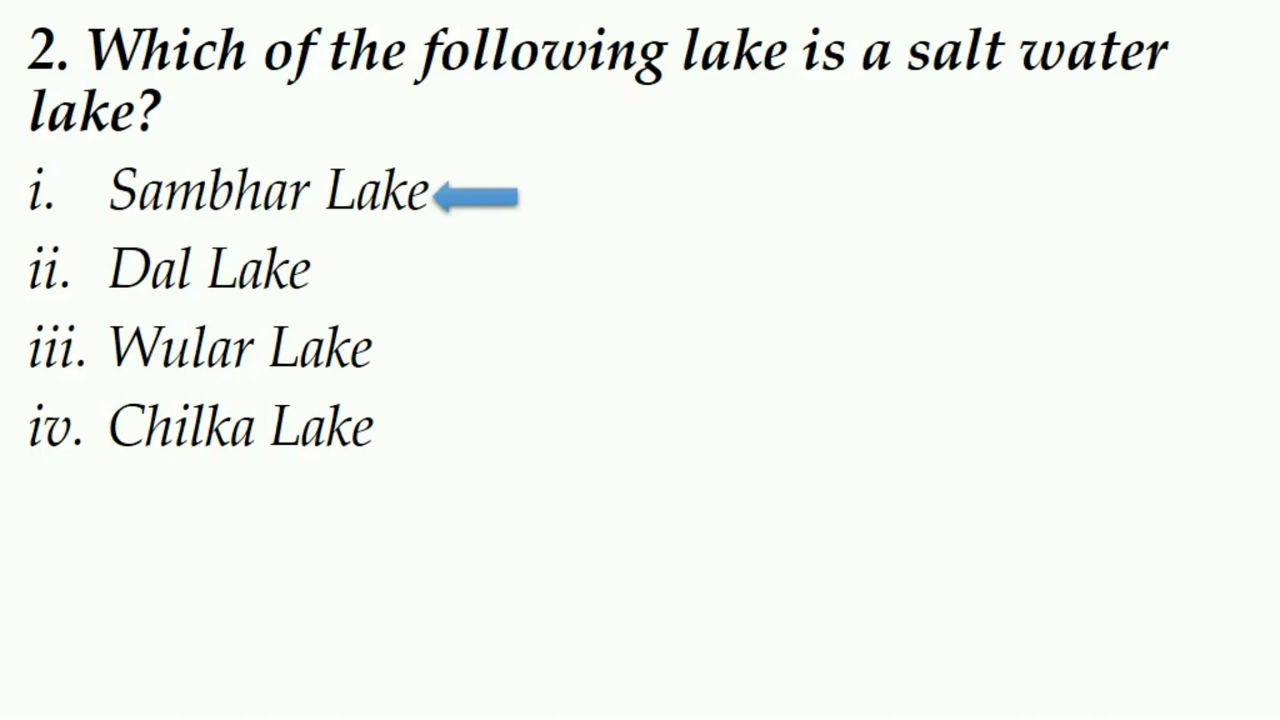 2. Which of the following lake is a salt water
lake?
i. Sambhar Lake
ii. Dal Lake
iii. Wular Lake
iv. Chilka Lake